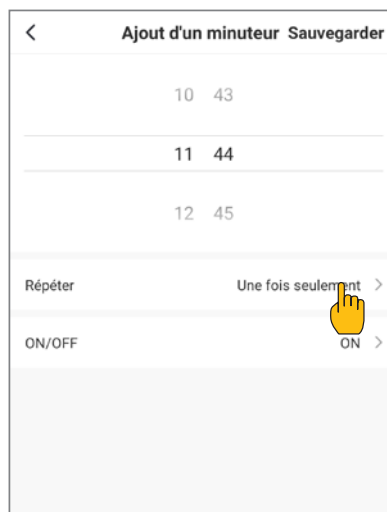 Ajout d'un minuteur Sauvegarder
10 43
11 44
12 45
Répéter Une fois seulement
ON/OFF ON